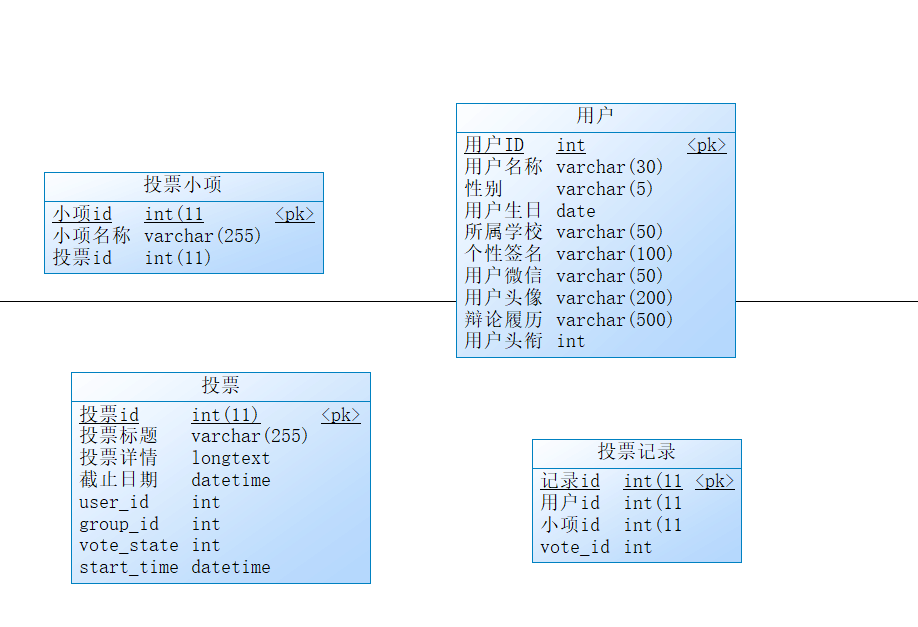 用户
用户ID int <pk>
用户名称 varchar(30)
性别 varchar(5)
用户生日 date
所属学校 varchar(50)
个性签名 varchar(100)
用户微信 varchar(50)
用户头像 varchar(200)
辩论履历 varchar(500)
用户头衔 int
投票小项
小项id int(11 <pk>
小项名称 varchar(255)
投票id int(11)
投票
投票id int(11) <pk>
投票标题 varchar(255)
投票详情 longtext
截止日期 datetime
user_id int
group_id int
vote_state int
start_time datetime
投票记录
记录id int(11 <pk>
用户id int(11
小项id int(11
vote_id int